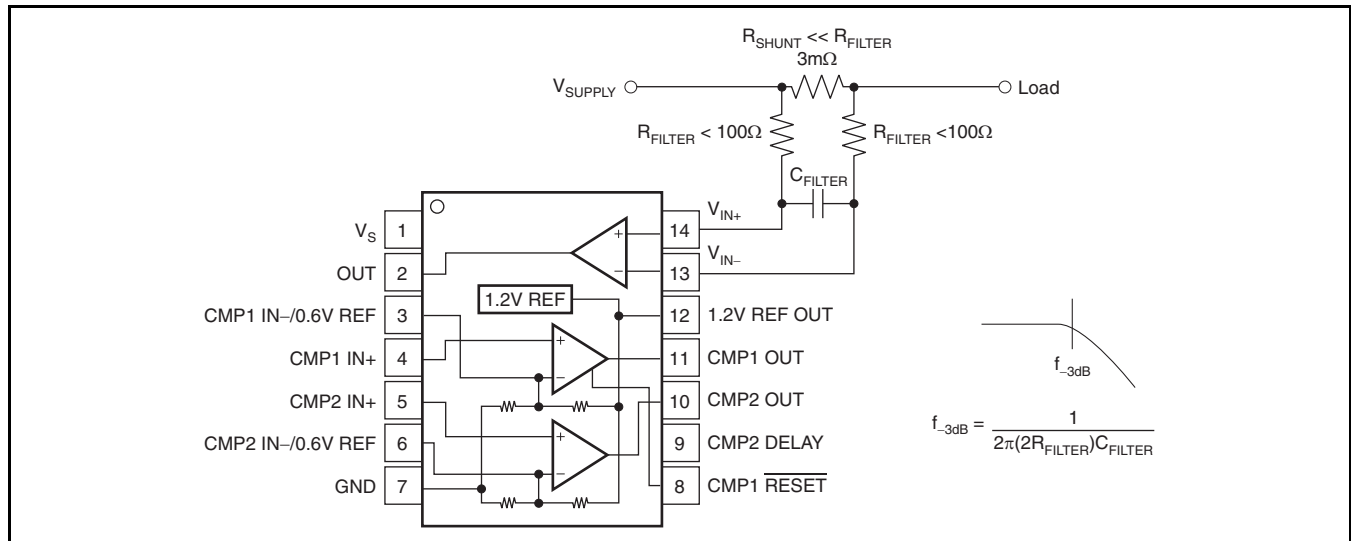 R_SHUNT << R_FILTER
3mΩ
V_SUPPLY
Load
R_FILTER < 100Ω
R_FILTER <100Ω
C_FILTER
V_IN+
V_IN−
V_S 1
OUT 2
CMP1 IN−/0.6V REF 3
CMP1 IN+ 4
CMP2 IN+ 5
CMP2 IN−/0.6V REF 6
GND 7
+
−
1.2V REF
+
−
+
−
14
13
12 1.2V REF OUT
11 CMP1 OUT
10 CMP2 OUT
9 CMP2 DELAY
8 CMP1 R̅E̅S̅E̅T̅
f_−3dB
f_−3dB = 1
2π(2R_FILTER)C_FILTER